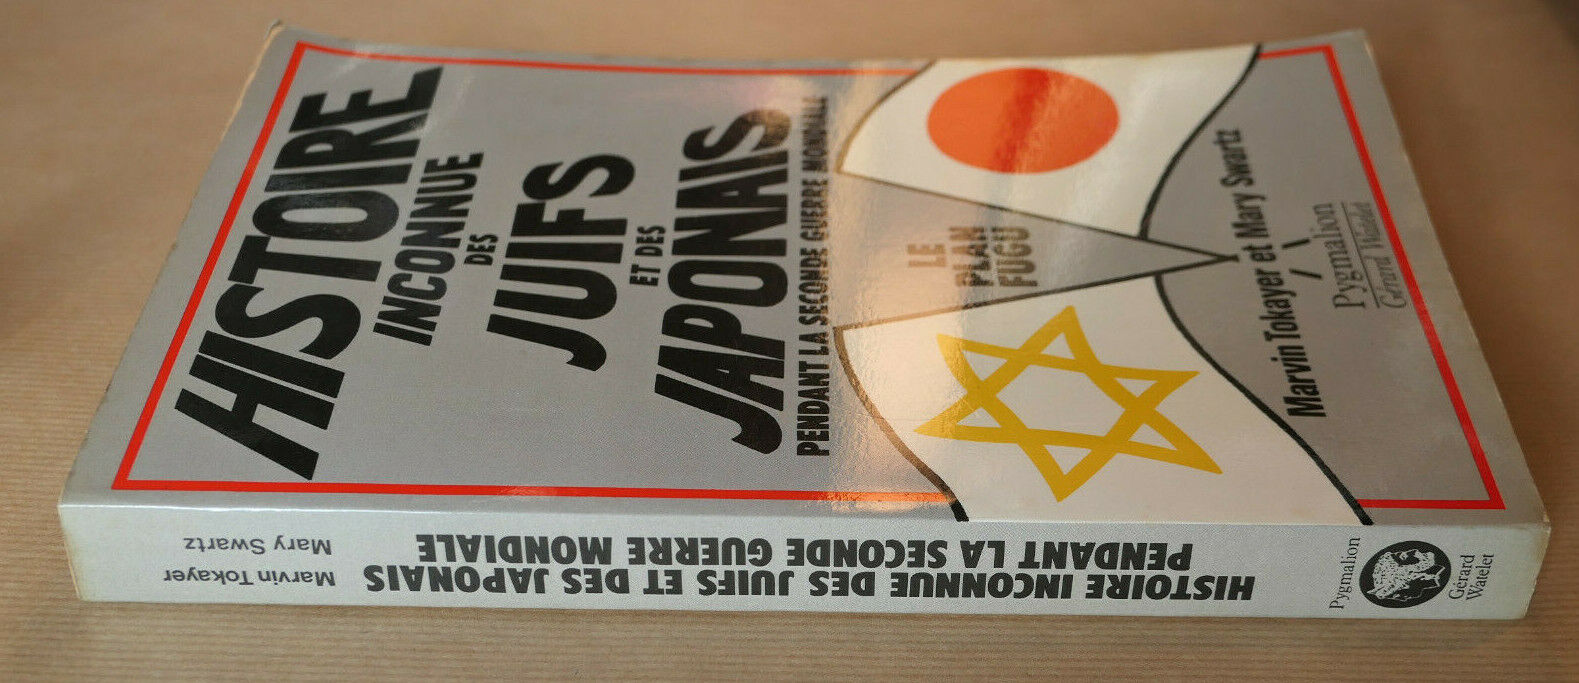 HISTOIRE
INCONNUE
DES
JUIFS
ET DES
JAPONAIS
PENDANT LA SECONDE GUERRE MONDIALE
LE
PLAN
FUGU
Marvin Tokayer et Mary Swartz
Pygmalion
Gérard Watelet
Marvin Tokayer
Mary Swartz
HISTOIRE INCONNUE DES JUIFS ET DES JAPONAIS
PENDANT LA SECONDE GUERRE MONDIALE
Pygmalion
Gérard
Watelet